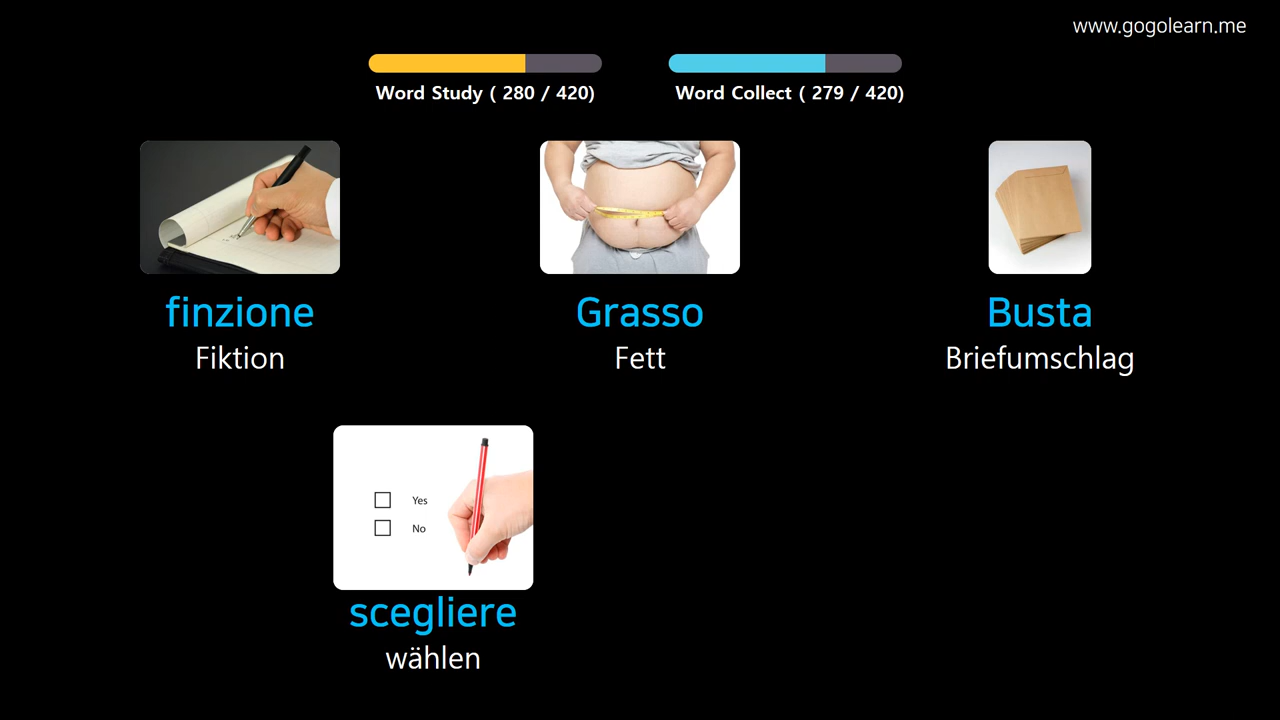 www.gogolearn.me
Word Study ( 280 / 420)
Word Collect ( 279 / 420)
finzione
Fiktion
Grasso
Fett
Busta
Briefumschlag
Yes
No
scegliere
wählen